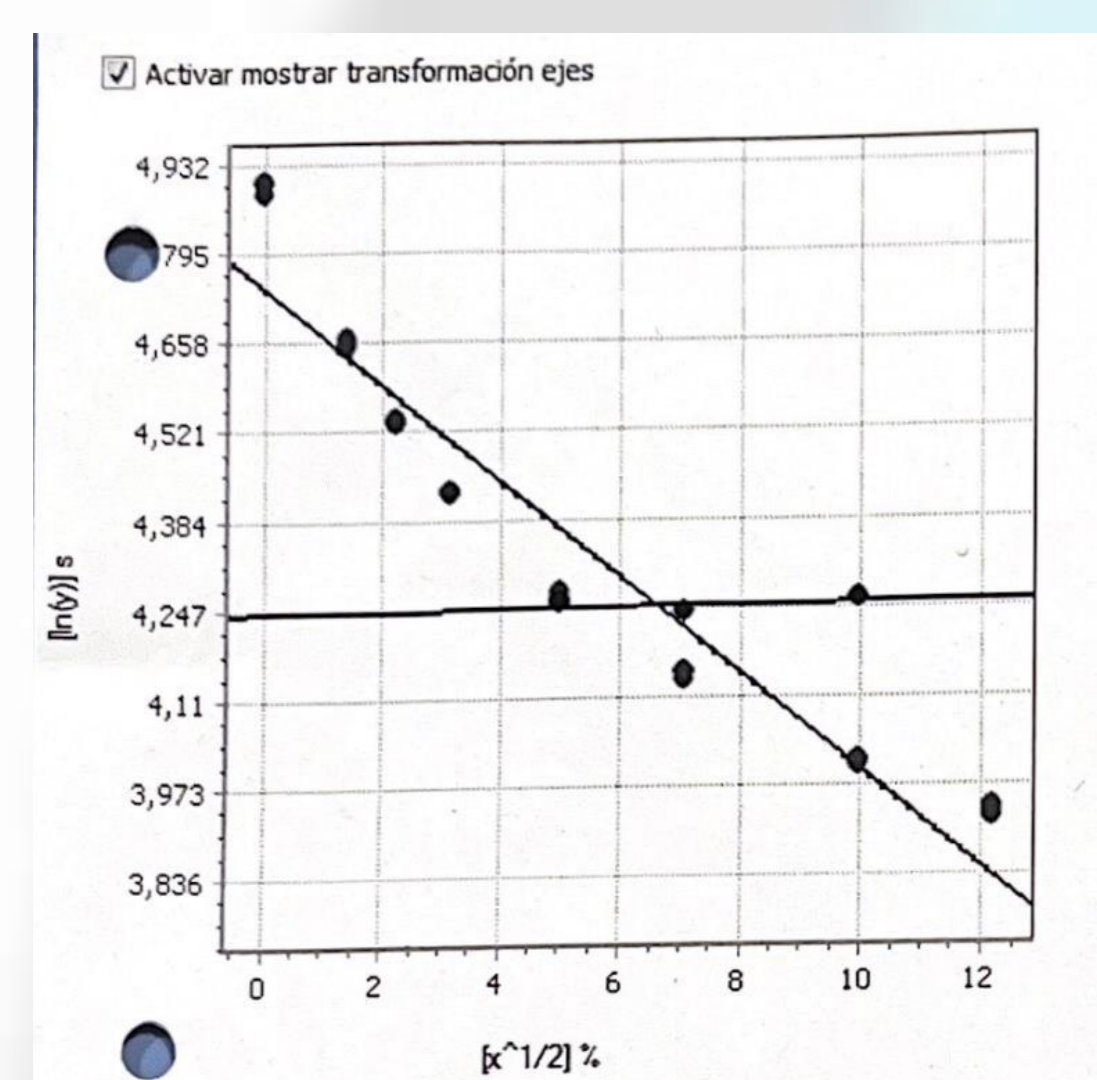 Activar mostrar transformación ejes
4,932
795
4,658
4,521
4,384
4,247
4,11
3,973
3,836
[ln(y)] s
0 2 4 6 8 10 12
[x^1/2] %